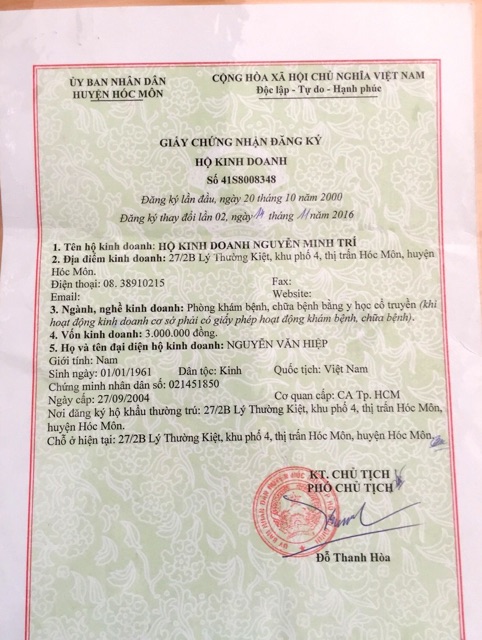 ỦY BAN NHÂN DÂN
HUYỆN HÓC MÔN
CỘNG HÒA XÃ HỘI CHỦ NGHĨA VIỆT NAM
Độc lập - Tự do - Hạnh phúc
GIẤY CHỨNG NHẬN ĐĂNG KÝ
HỘ KINH DOANH
Số 41S8008348
Đăng ký lần đầu, ngày 20 tháng 10 năm 2000
Đăng ký thay đổi lần 02, ngày 14 tháng 11 năm 2016
1. Tên hộ kinh doanh: HỘ KINH DOANH NGUYÊN MINH TRÍ
2. Địa điểm kinh doanh: 27/2B Lý Thường Kiệt, khu phố 4, thị trấn Hóc Môn, huyện
Hóc Môn.
Điện thoại: 08. 38910215
Fax:
Email:
Website:
3. Ngành, nghề kinh doanh: Phòng khám bệnh, chữa bệnh bằng y học cổ truyền (khi
hoạt động kinh doanh cơ sở phải có giấy phép hoạt động khám bệnh, chữa bệnh).
4. Vốn kinh doanh: 3.000.000 đồng.
5. Họ và tên đại diện hộ kinh doanh: NGUYỄN VĂN HIỆP
Giới tính: Nam
Sinh ngày: 01/01/1961 Dân tộc: Kinh Quốc tịch: Việt Nam
Chứng minh nhân dân số: 021451850
Ngày cấp: 27/09/2004 Cơ quan cấp: CA Tp. HCM
Nơi đăng ký hộ khẩu thường trú: 27/2B Lý Thường Kiệt, khu phố 4, thị trấn Hóc Môn,
huyện Hóc Môn.
Chỗ ở hiện tại: 27/2B Lý Thường Kiệt, khu phố 4, thị trấn Hóc Môn, huyện Hóc Môn.
KT. CHỦ TỊCH
PHÓ CHỦ TỊCH
Đỗ Thanh Hòa